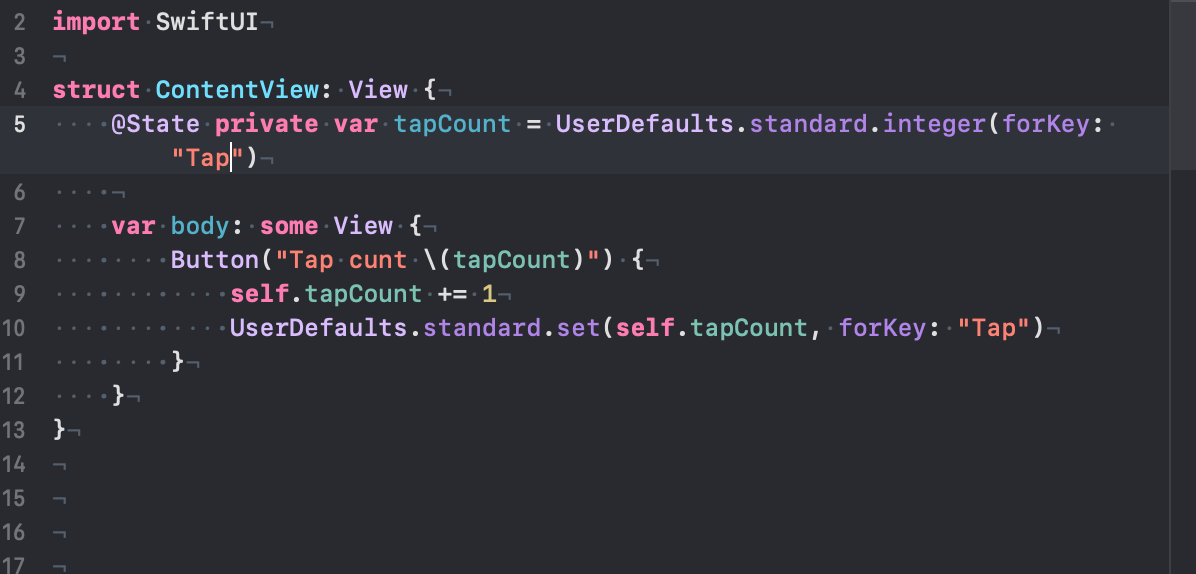 2 import SwiftUI¬
3 ¬
4 struct ContentView: View {¬
5 @State private var tapCount = UserDefaults.standard.integer(forKey:
"Tap")¬
6 ¬
7 var body: some View {¬
8 Button("Tap cunt \(tapCount)") {¬
9 self.tapCount += 1¬
10 UserDefaults.standard.set(self.tapCount, forKey: "Tap")¬
11 }¬
12 }¬
13 }¬
14 ¬
15 ¬
16 ¬
17 ¬